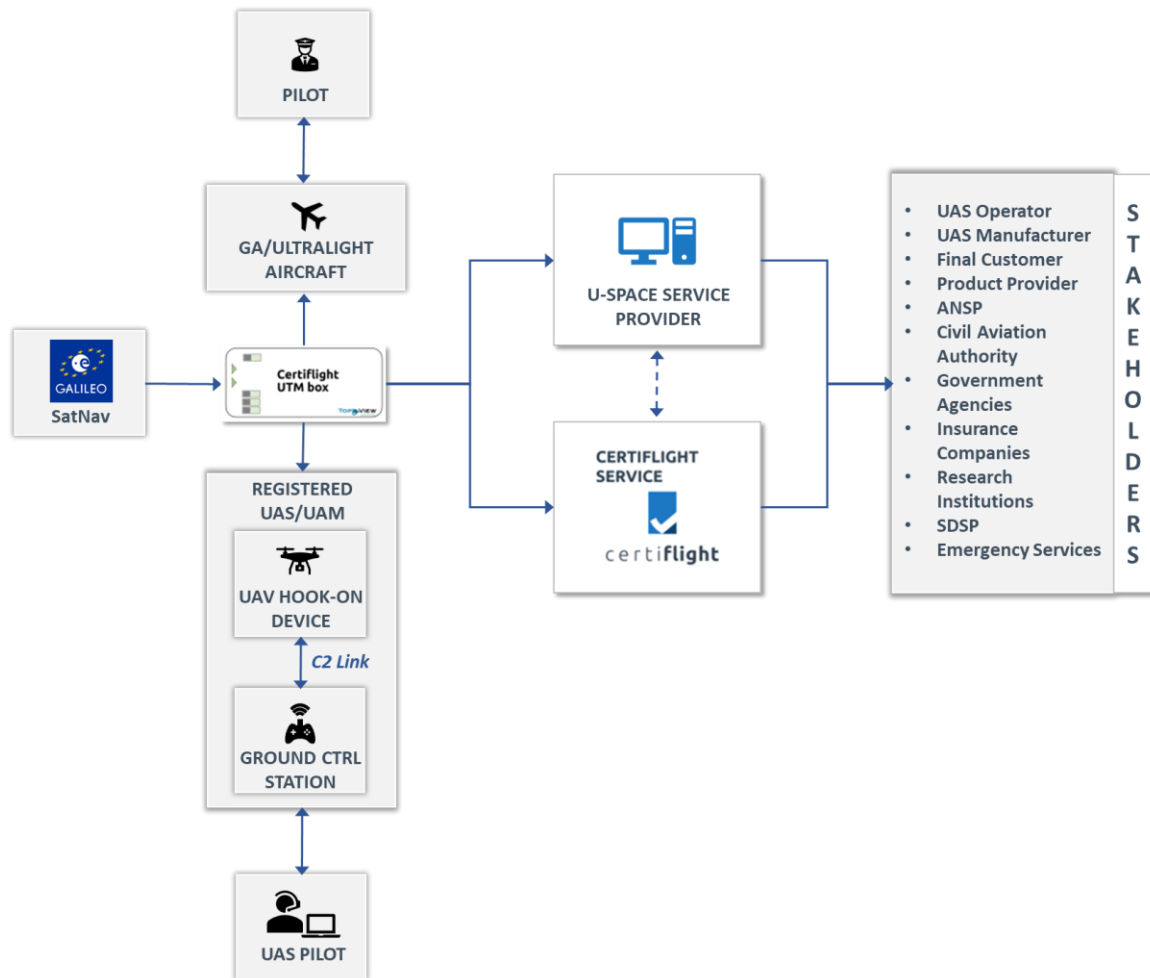 PILOT
GA/ULTRALIGHT
AIRCRAFT
GALILEO
SatNav
Certiflight
UTM box
TOPVIEW
REGISTERED
UAS/UAM
UAV HOOK-ON
DEVICE
C2 Link
GROUND CTRL
STATION
UAS PILOT
U-SPACE SERVICE
PROVIDER
CERTIFLIGHT
SERVICE
certiflight
• UAS Operator
• UAS Manufacturer
• Final Customer
• Product Provider
• ANSP
• Civil Aviation
Authority
• Government
Agencies
• Insurance
Companies
• Research
Institutions
• SDSP
• Emergency Services
STAKEHOLDERS